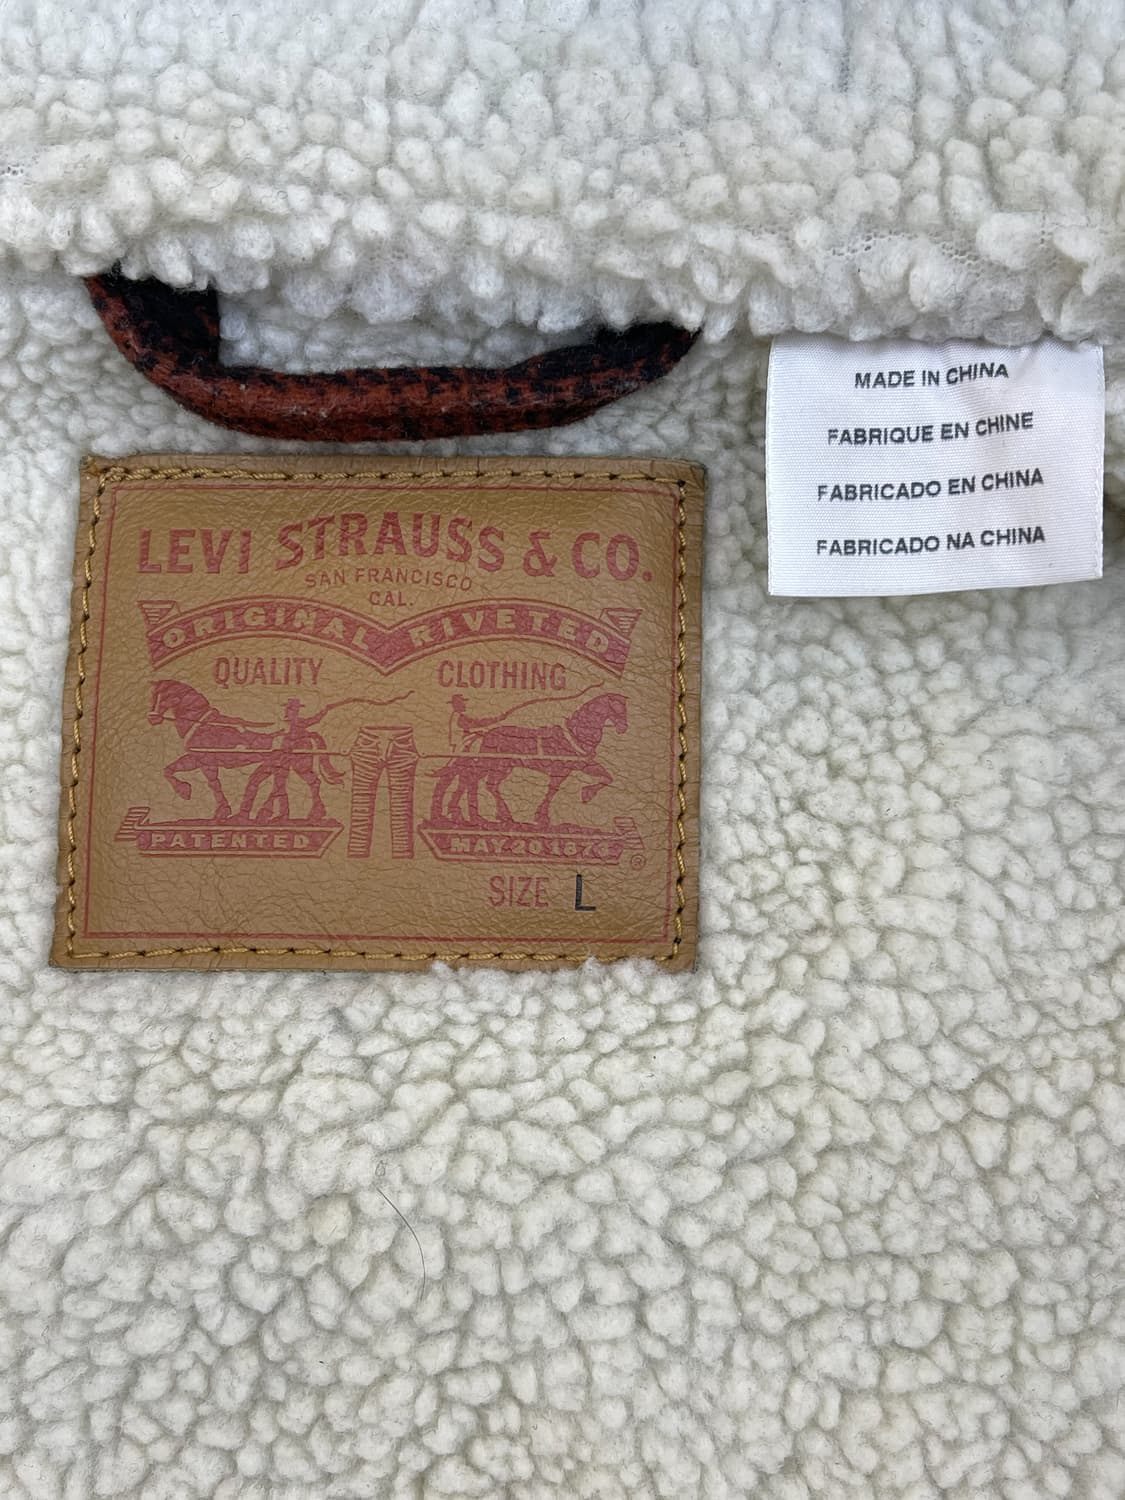 LEVI STRAUSS & CO.
SAN FRANCISCO
CAL.
ORIGINAL RIVETED
QUALITY CLOTHING
PATENTED MAY 20 1873
®
SIZE L
MADE IN CHINA
FABRIQUE EN CHINE
FABRICADO EN CHINA
FABRICADO NA CHINA